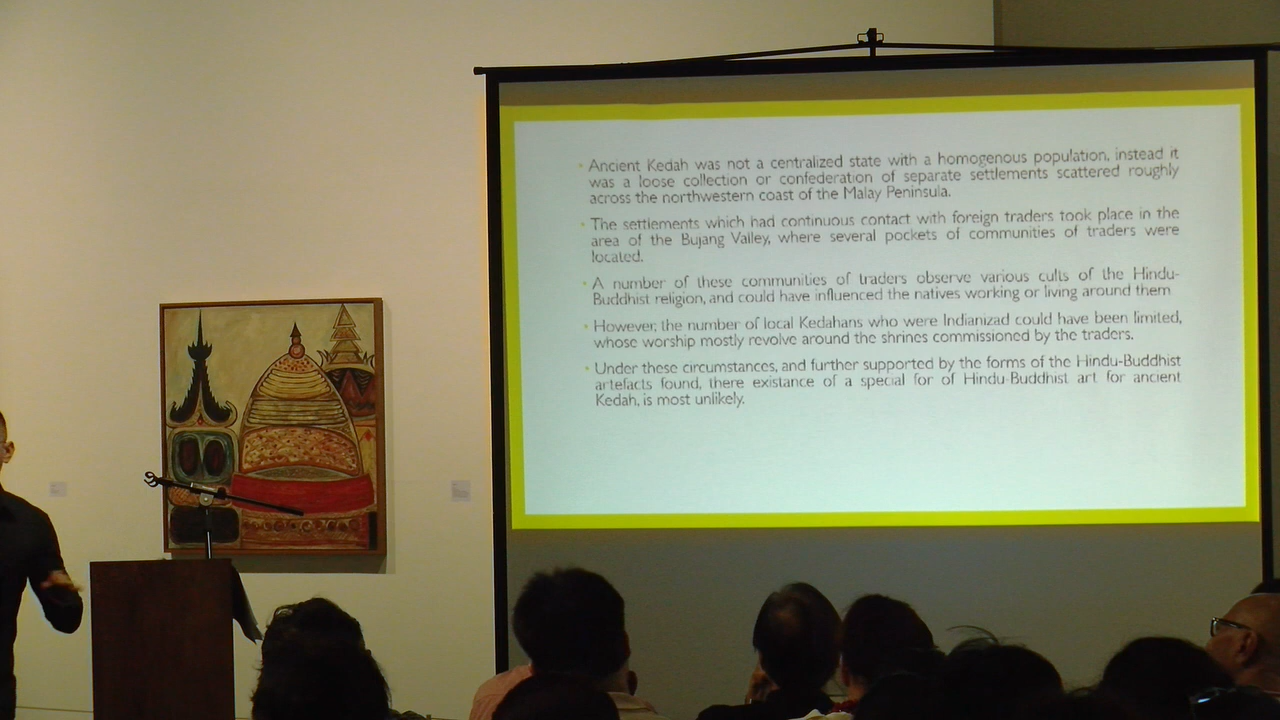 Ancient Kedah was not a centralized state with a homogenous population, instead it
was a loose collection or confederation of separate settlements scattered roughly
across the northwestern coast of the Malay Peninsula.
The settlements which had continuous contact with foreign traders took place in the
area of the Bujang Valley, where several pockets of communities of traders were
located.
A number of these communities of traders observe various cults of the Hindu-
Buddhist religion, and could have influenced the natives working or living around them
However, the number of local Kedahans who were Indianizad could have been limited,
whose worship mostly revolve around the shrines commissioned by the traders.
Under these circumstances, and further supported by the forms of the Hindu-Buddhist
artefacts found, there existance of a special for of Hindu-Buddhist art for ancient
Kedah, is most unlikely.